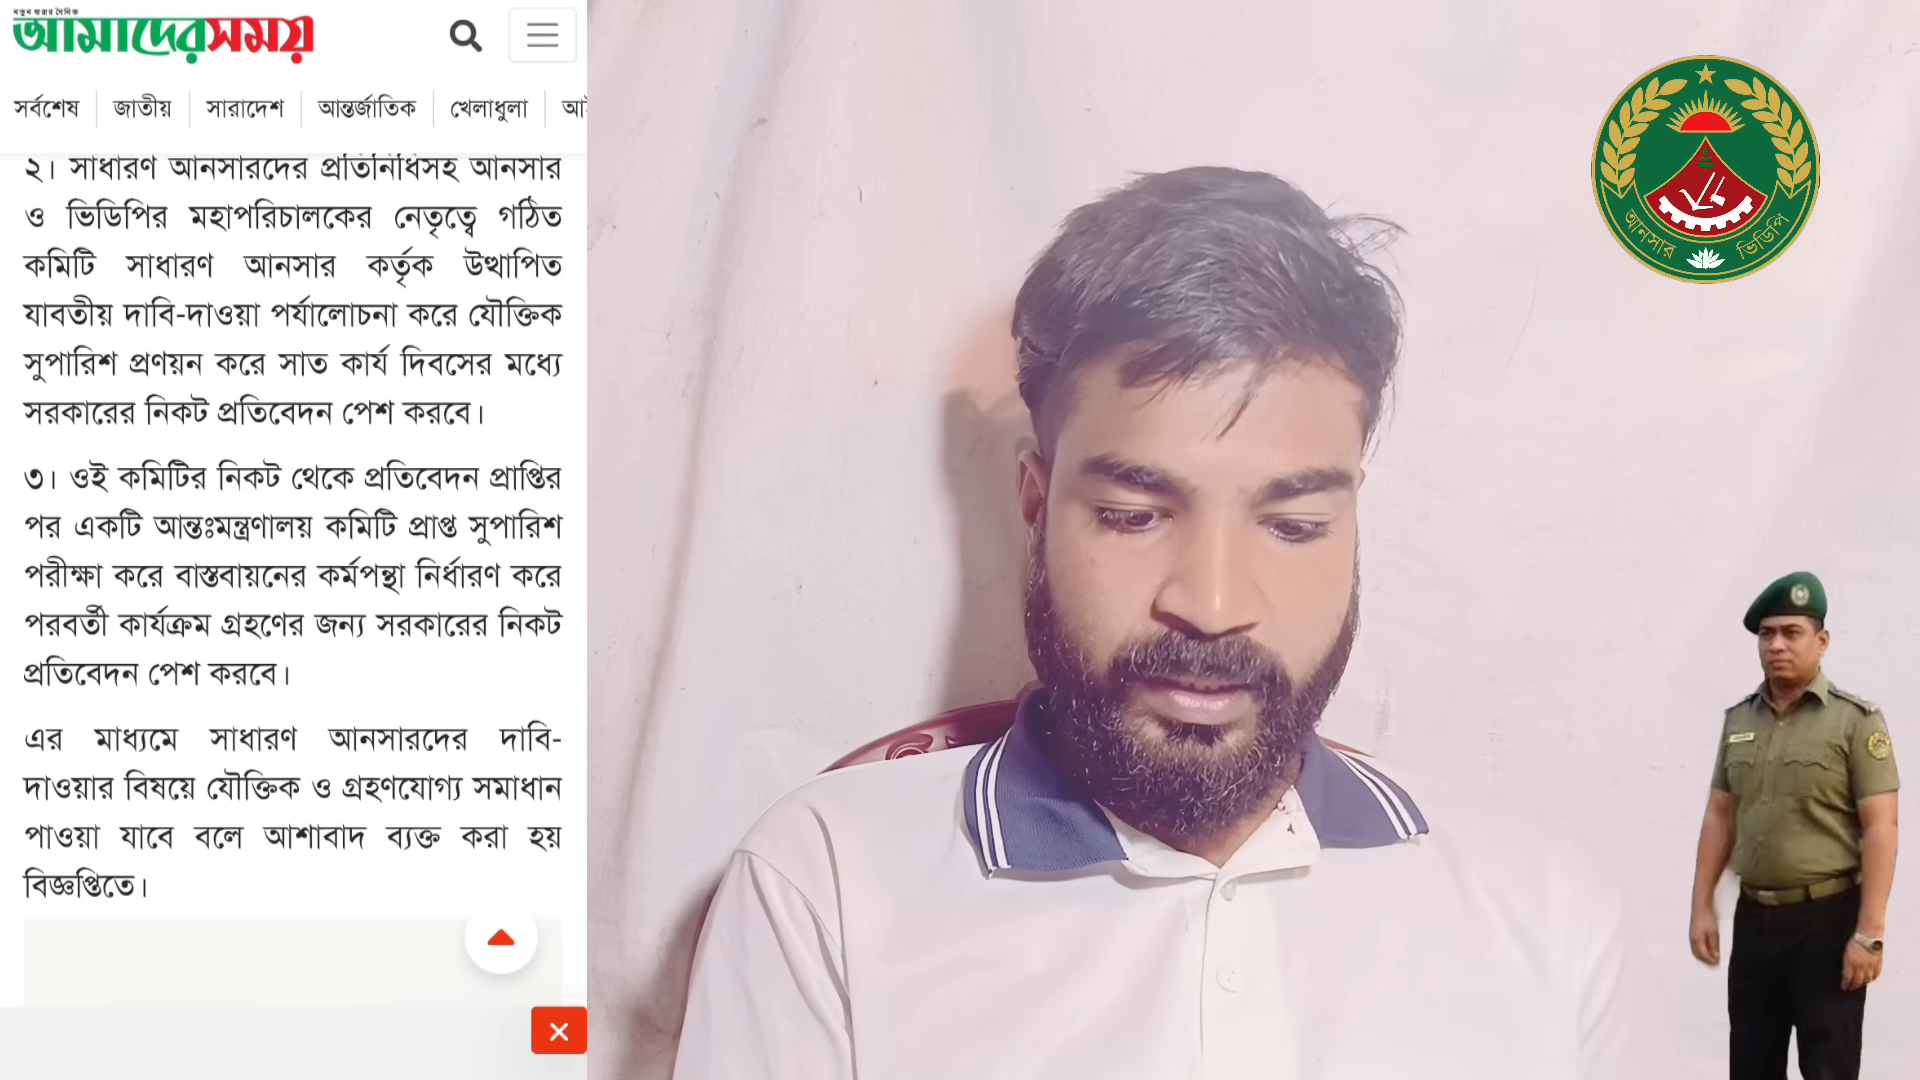 নতুন ধারার দৈনিক
আমাদের সময়
সর্বশেষ জাতীয় সারাদেশ আন্তর্জাতিক খেলাধুলা
২। সাধারণ আনসারদের প্রতিনিধিসহ আনসার
ও ভিডিপির মহাপরিচালকের নেতৃত্বে গঠিত
কমিটি সাধারণ আনসার কর্তৃক উত্থাপিত
যাবতীয় দাবি-দাওয়া পর্যালোচনা করে যৌক্তিক
সুপারিশ প্রণয়ন করে সাত কার্য দিবসের মধ্যে
সরকারের নিকট প্রতিবেদন পেশ করবে।
৩। ওই কমিটির নিকট থেকে প্রতিবেদন প্রাপ্তির
পর একটি আন্তঃমন্ত্রণালয় কমিটি প্রাপ্ত সুপারিশ
পরীক্ষা করে বাস্তবায়নের কর্মপন্থা নির্ধারণ করে
পরবর্তী কার্যক্রম গ্রহণের জন্য সরকারের নিকট
প্রতিবেদন পেশ করবে।
এর মাধ্যমে সাধারণ আনসারদের দাবি-
দাওয়ার বিষয়ে যৌক্তিক ও গ্রহণযোগ্য সমাধান
পাওয়া যাবে বলে আশাবাদ ব্যক্ত করা হয়
বিজ্ঞপ্তিতে।
আনসার ভিডিপি